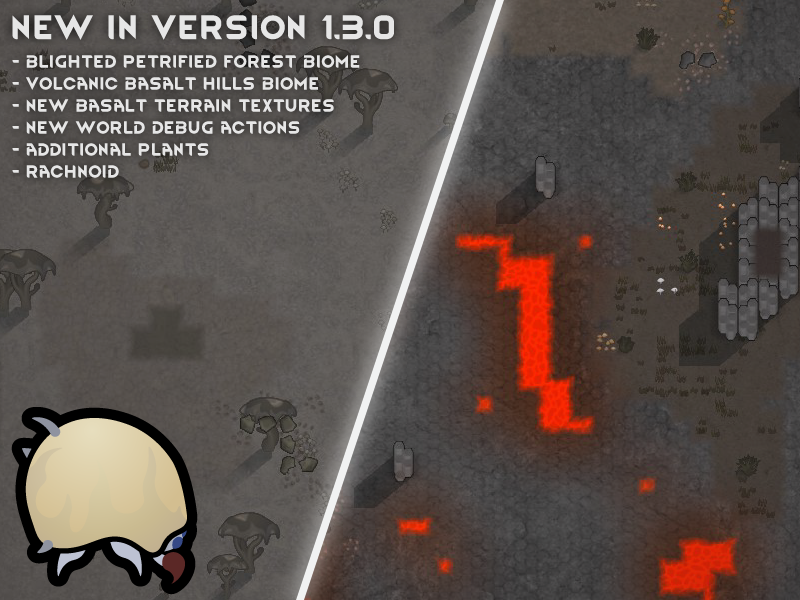 NEW IN VERSION 1.3.0
- BLIGHTED PETRIFIED FOREST BIOME
- VOLCANIC BASALT HILLS BIOME
- NEW BASALT TERRAIN TEXTURES
- NEW WORLD DEBUG ACTIONS
- ADDITIONAL PLANTS
- RACHNOID